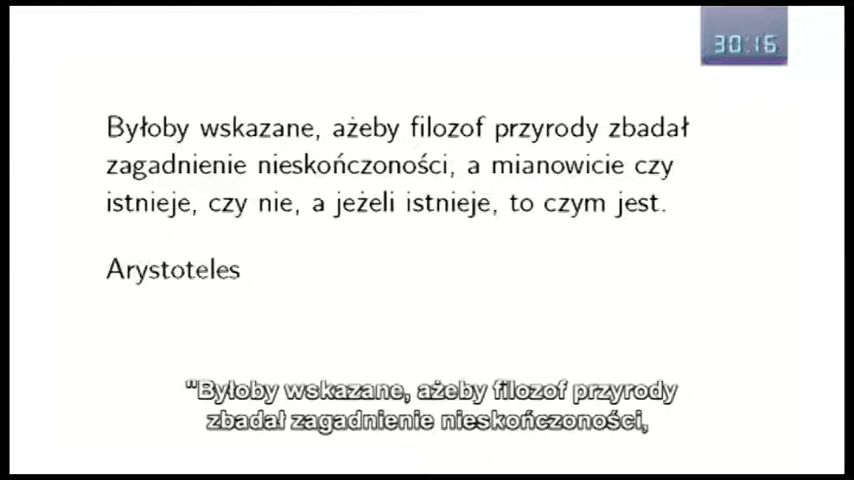 30:16
Byłoby wskazane, ażeby filozof przyrody zbadał
zagadnienie nieskończoności, a mianowicie czy
istnieje, czy nie, a jeżeli istnieje, to czym jest.
Arystoteles
"Byłoby wskazane, ażeby filozof przyrody
zbadał zagadnienie nieskończoności,